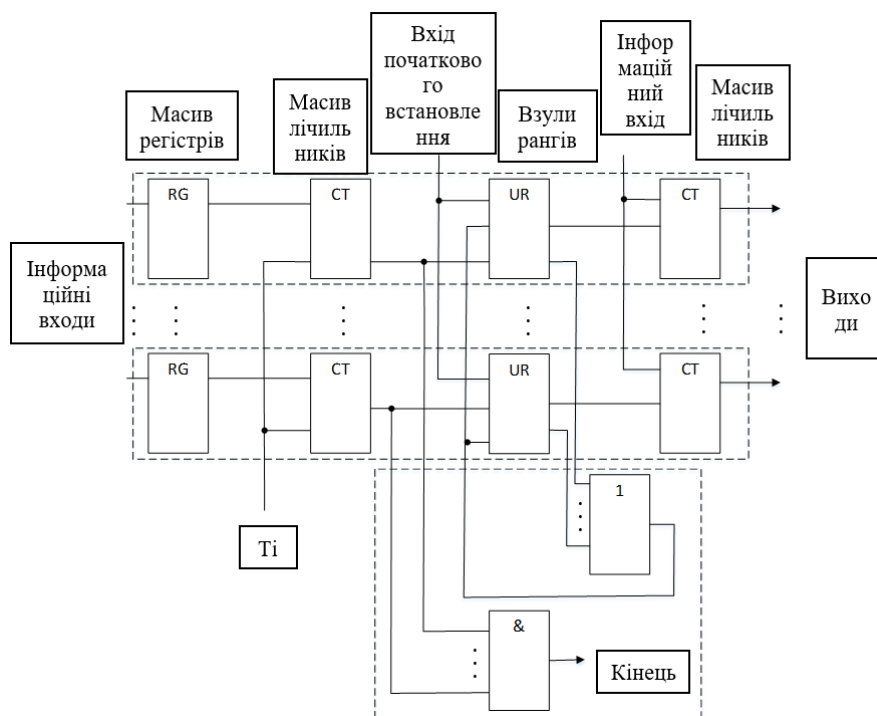 Вхід
початково
го
встановле
ння
Інфор
мацій
ний
вхід
Масив
регістрів
Масив
лічиль
ників
Взули
рангів
Масив
лічиль
ників
RG
CT
UR
CT
Інформа
ційні
входи
Вихо
ди
RG
CT
UR
CT
1
Ті
&
Кінець